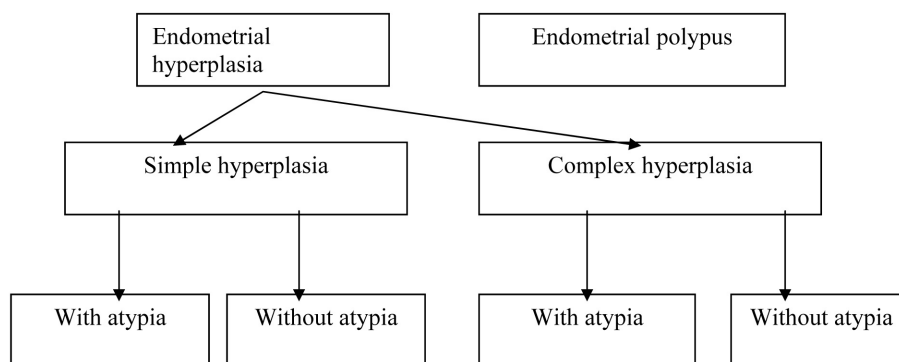 Endometrial
hyperplasia
Endometrial polypus
Simple hyperplasia
Complex hyperplasia
With atypia
Without atypia
With atypia
Without atypia